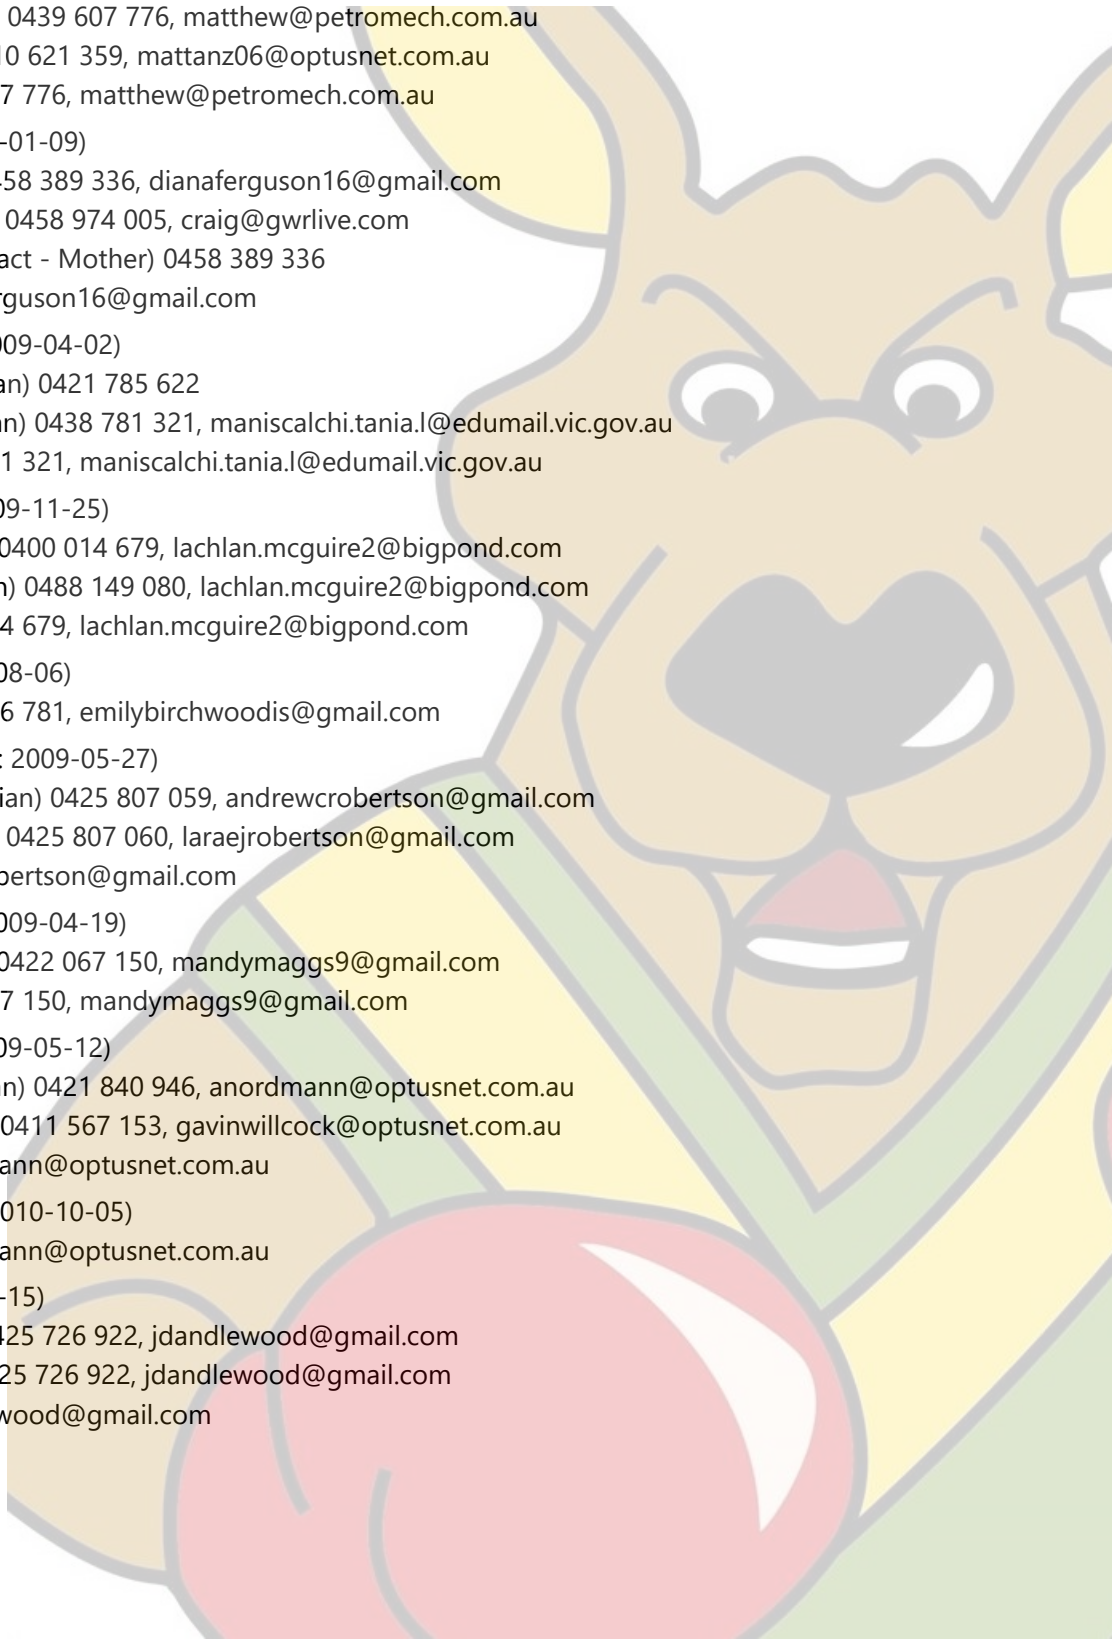 0439 607 776, matthew@petromech.com.au
0 621 359, mattanz06@optusnet.com.au
7 776, matthew@petromech.com.au
-01-09)
58 389 336, dianaferguson16@gmail.com
0458 974 005, craig@gwrlive.com
act - Mother) 0458 389 336
rguson16@gmail.com
09-04-02)
an) 0421 785 622
n) 0438 781 321, maniscalchi.tania.l@edumail.vic.gov.au
1 321, maniscalchi.tania.l@edumail.vic.gov.au
09-11-25)
0400 014 679, lachlan.mcguire2@bigpond.com
) 0488 149 080, lachlan.mcguire2@bigpond.com
4 679, lachlan.mcguire2@bigpond.com
08-06)
6 781, emilybirchwoodis@gmail.com
: 2009-05-27)
ian) 0425 807 059, andrewcrobertson@gmail.com
0425 807 060, laraejrobertson@gmail.com
bertson@gmail.com
009-04-19)
0422 067 150, mandymaggs9@gmail.com
7 150, mandymaggs9@gmail.com
09-05-12)
n) 0421 840 946, anordmann@optusnet.com.au
0411 567 153, gavinwillcock@optusnet.com.au
ann@optusnet.com.au
010-10-05)
ann@optusnet.com.au
-15)
425 726 922, jdandlewood@gmail.com
25 726 922, jdandlewood@gmail.com
wood@gmail.com